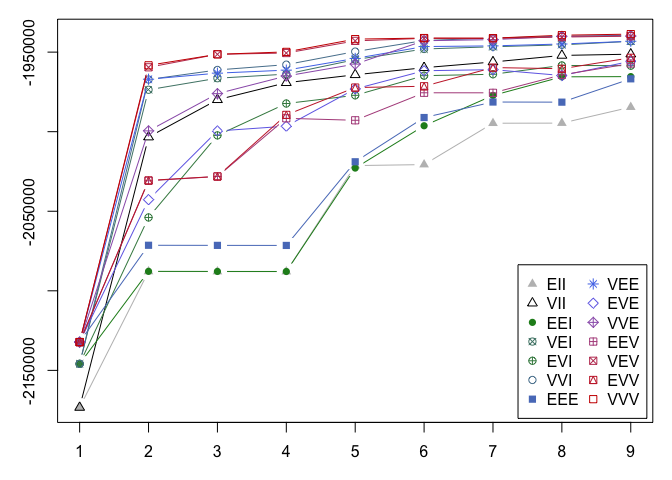 -1950000
-2050000
-2150000
1 2 3 4 5 6 7 8 9
EII VEE
VII EVE
EEI VVE
VEI EEV
EVI VEV
VVI EVV
EEE VVV